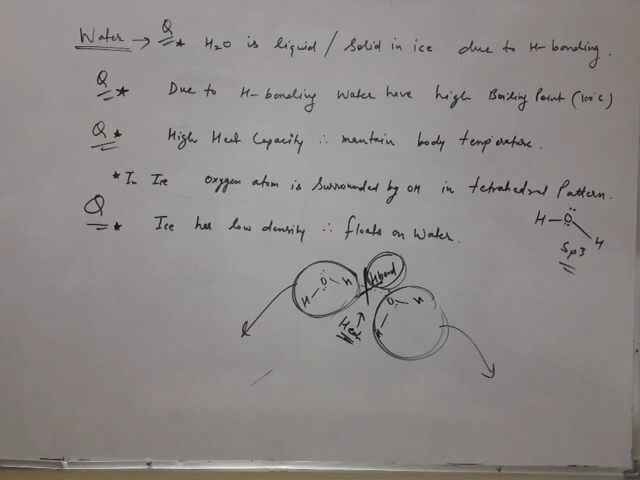 Water → Q * H2O is liquid / Solid in ice due to H-bonding.
Q * Due to H-bonding Water have high Boiling Point (100°C)
Q * High Heat Capacity ∴ mantain body temperature.
* In Ice oxygen atom is surrounded by OH in tetrahedral Pattern.
Q * Ice has low density ∴ floats on Water.
H-Ö-H
Sp3
H-O-H
H bond
Heat
O-H
H